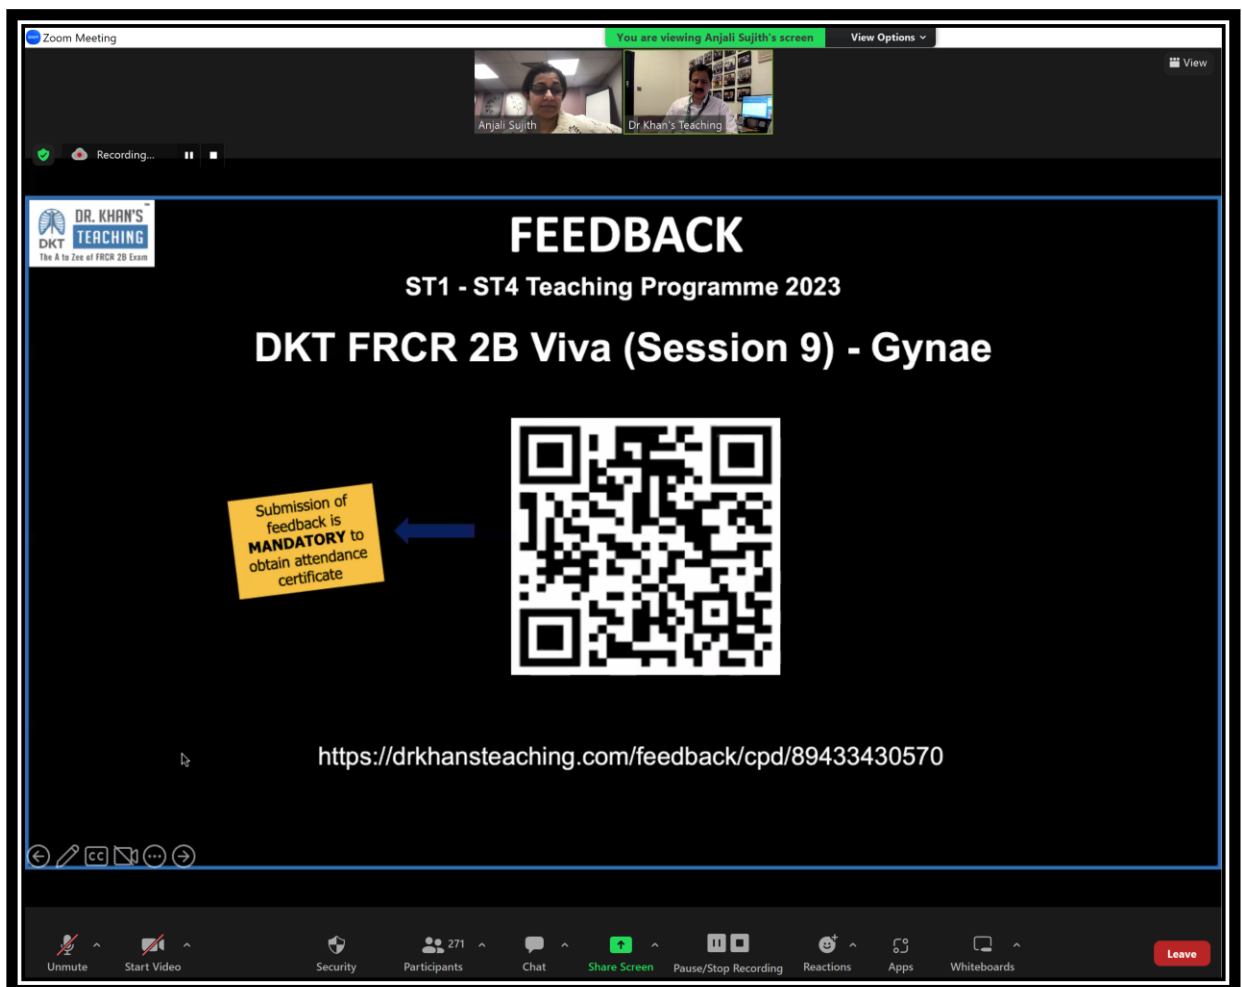 Zoom Meeting
You are viewing Anjali Sujith's screen
View Options
View
Anjali Sujith
Dr Khan's Teaching
Recording...
DR. KHAN'S
TEACHING
DKT
The A to Zee of FRCR 2B Exam
FEEDBACK
ST1 - ST4 Teaching Programme 2023
DKT FRCR 2B Viva (Session 9) - Gynae
Submission of
feedback is
MANDATORY to
obtain attendance
certificate
https://drkhansteaching.com/feedback/cpd/89433430570
CC
271
Unmute
Start Video
Security
Participants
Chat
Share Screen
Pause/Stop Recording
Reactions
Apps
Whiteboards
Leave